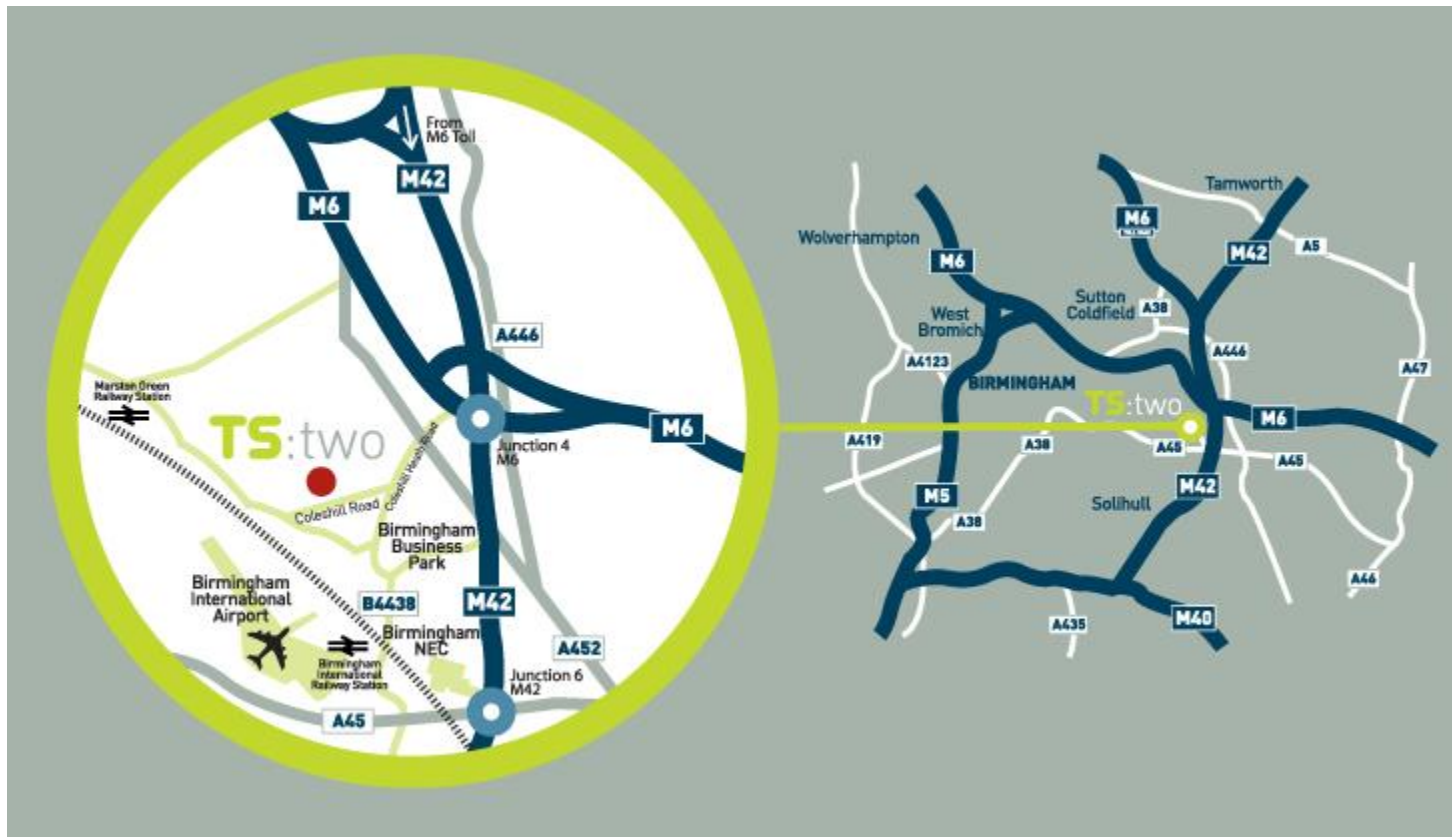 From
M6 Toll
M42
M6
A446
Marston Green
Railway Station
TS:two
Coleshill Heath Road
Junction 4
M6
M6
Coleshill Road
Birmingham
Business
Park
Birmingham
International
Airport
B4438
M42
Birmingham
NEC
A452
Birmingham
International
Railway Station
Junction 6
M42
A45
Tamworth
Wolverhampton
M6
A5
M42
M6
Sutton
Coldfield
A38
West
Bromich
A446
A4123
A47
BIRMINGHAM
TS:two
M6
A419
A38
A45
A45
M42
M5
Solihull
A38
A46
A435
M40